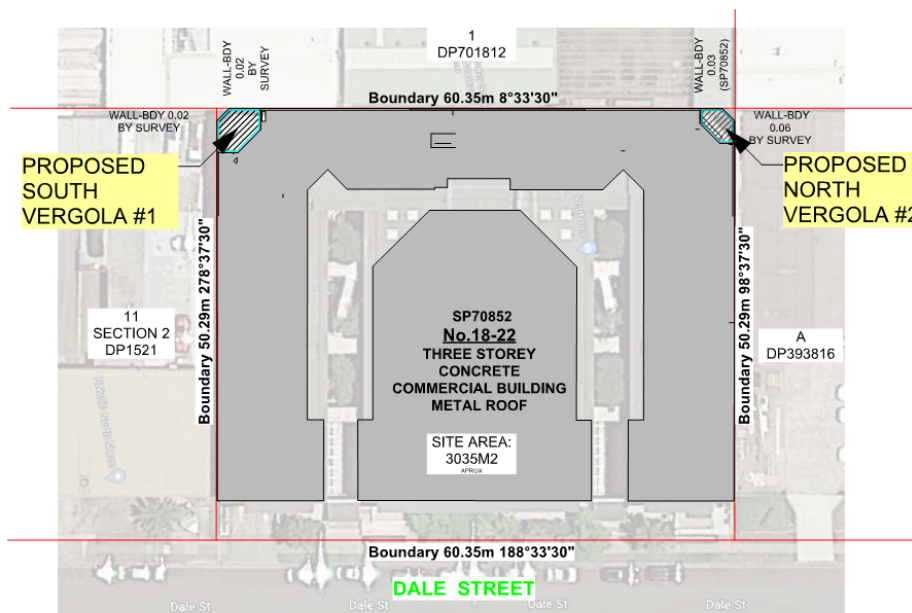 1
DP701812
WALL-BDY
0.02
BY
SURVEY
WALL-BDY
0.03
(SP70852)
Boundary 60.35m 8°33'30"
WALL-BDY 0.02
BY SURVEY
WALL-BDY
0.06
BY SURVEY
PROPOSED
SOUTH
VERGOLA #1
PROPOSED
NORTH
VERGOLA #2
Boundary 50.29m 278°37'30"
Boundary 50.29m 98°37'30"
11
SECTION 2
DP1521
SP70852
No.18-22
THREE STOREY
CONCRETE
COMMERCIAL BUILDING
METAL ROOF
A
DP393816
SITE AREA:
3035M2
APROX
Boundary 60.35m 188°33'30"
DALE STREET
Dale St
Dale St
Dale St
Dale St